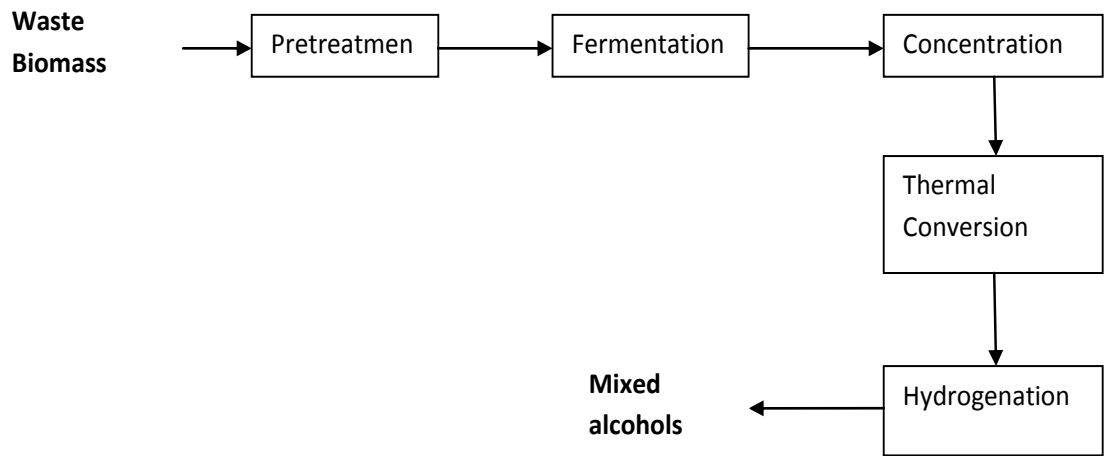 Waste
Biomass
Pretreatmen
Fermentation
Concentration
Thermal
Conversion
Hydrogenation
Mixed
alcohols